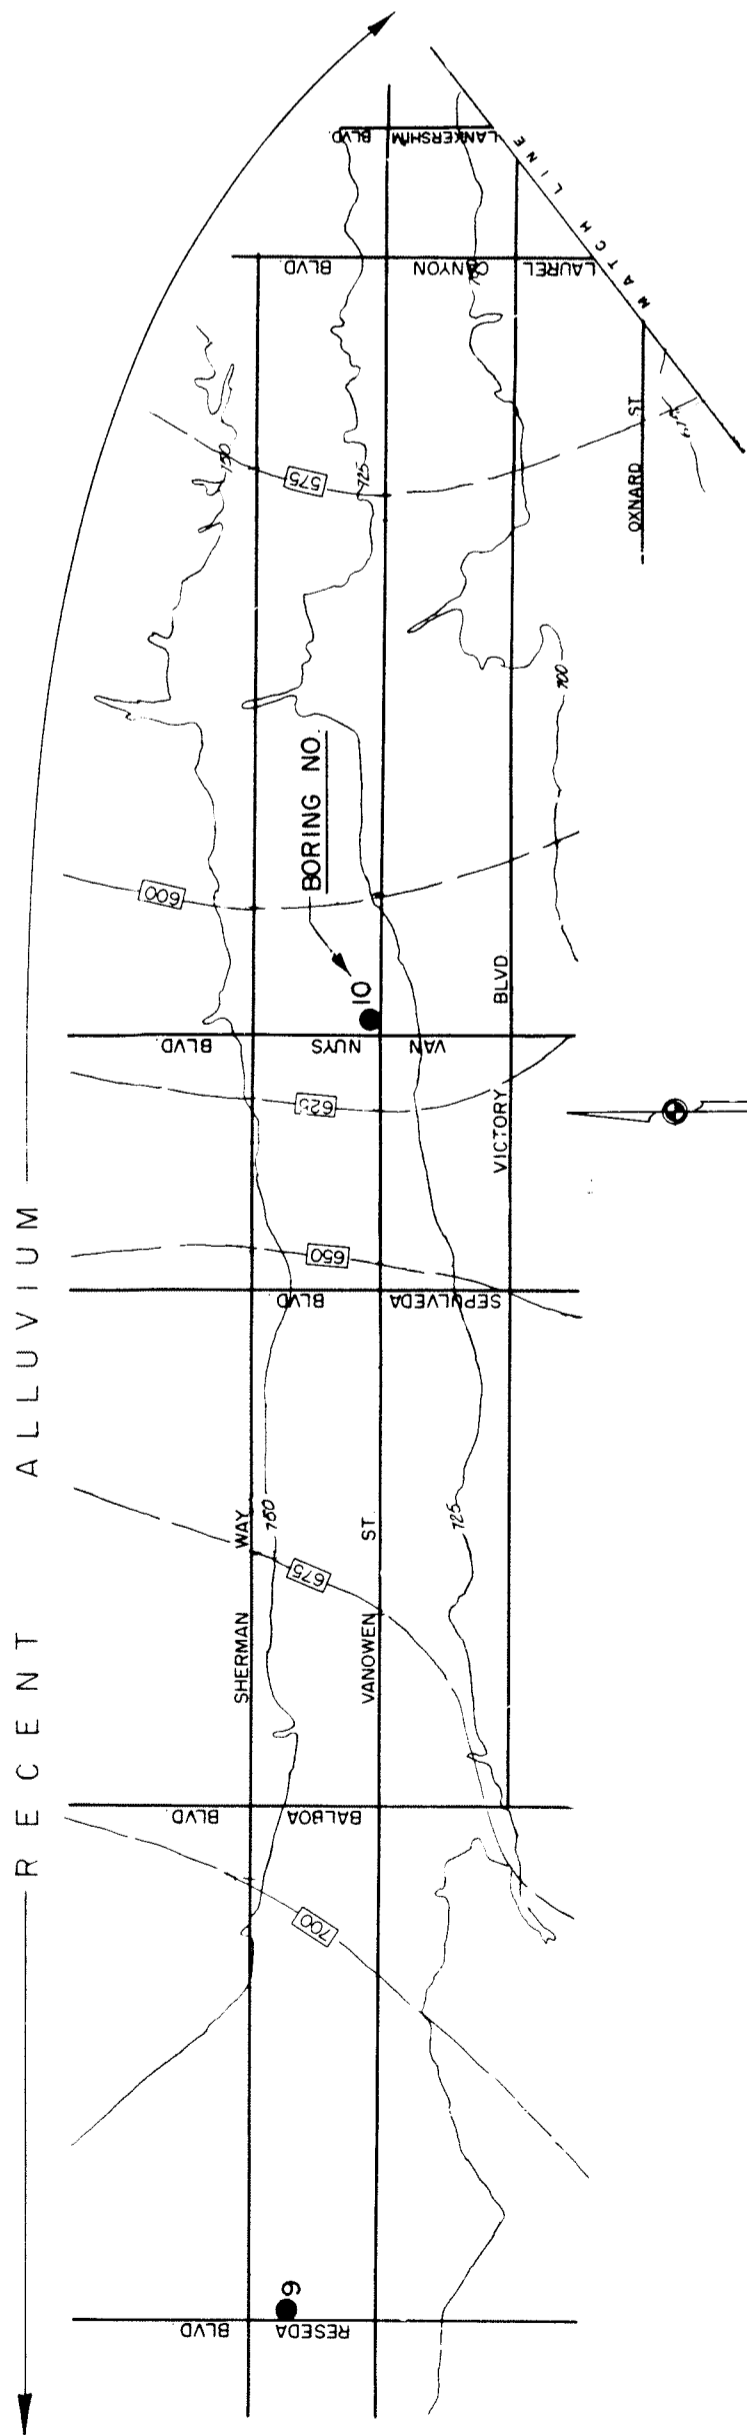 RECENT ALLUVIUM
BLVD LANKERSHIM
MATCH LINE
BLVD CANYON LAUREL
OXNARD ST
575
725
750
600
BORING NO.
10
BLVD NUYS VAN
VICTORY BLVD
700
625
650
BLVD SEPULVEDA
SHERMAN WAY
750
VANOWEN ST.
725
675
BLVD BALBOA
700
9
BLVD RESEDA